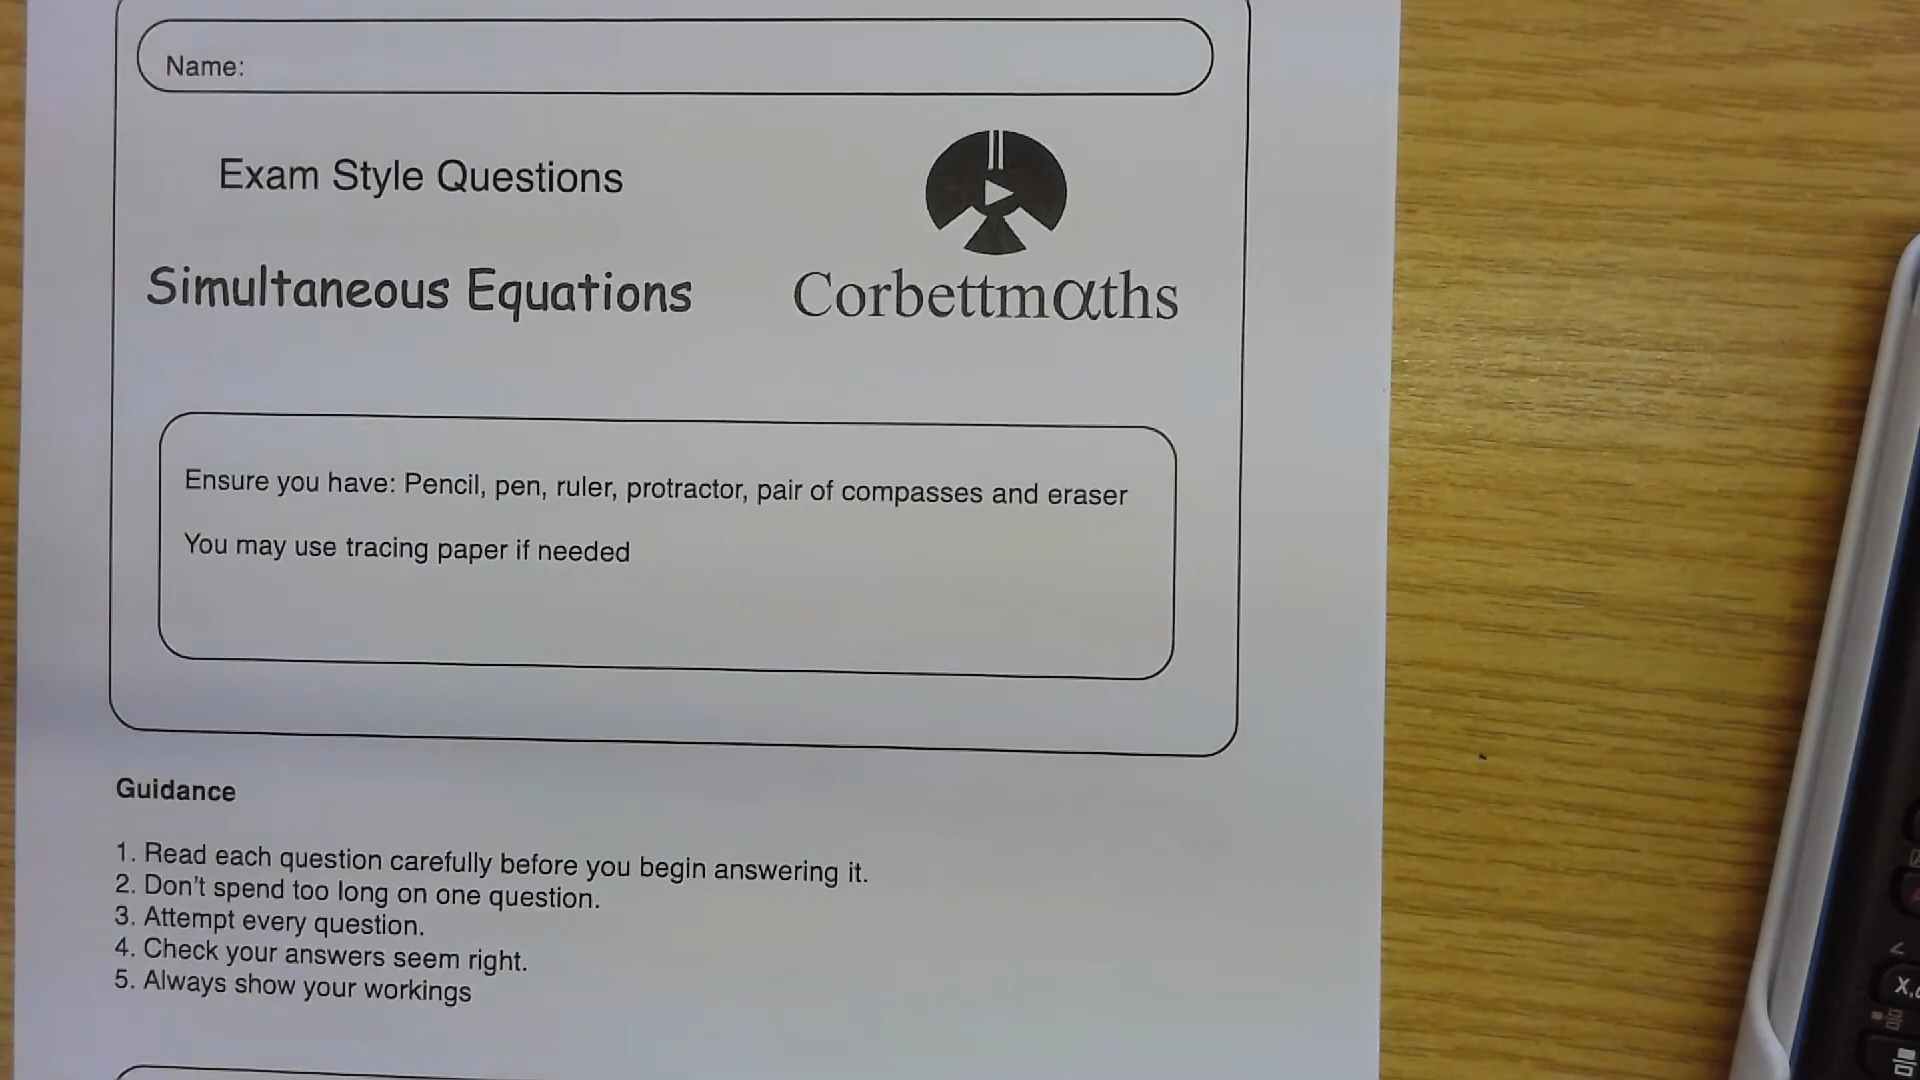 Name:
Exam Style Questions
Simultaneous Equations
Corbettmαths
Ensure you have: Pencil, pen, ruler, protractor, pair of compasses and eraser
You may use tracing paper if needed
Guidance
1. Read each question carefully before you begin answering it.
2. Don't spend too long on one question.
3. Attempt every question.
4. Check your answers seem right.
5. Always show your workings